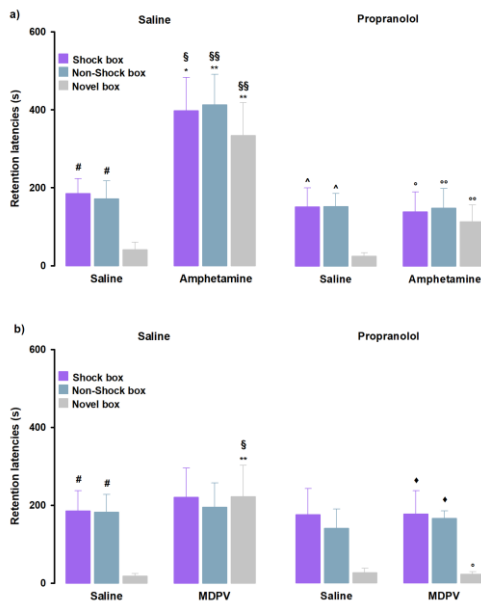 a)
Saline Propranolol
600
Shock box
Non-Shock box
Novel box
§ §§ §§
* ** **
400
# #
^ ^
° °° °°
200
0
Retention latencies (s)
Saline Amphetamine Saline Amphetamine
b)
Saline Propranolol
600
Shock box
Non-Shock box
Novel box
400
# #
§
**
♦ ♦
°
200
0
Retention latencies (s)
Saline MDPV Saline MDPV